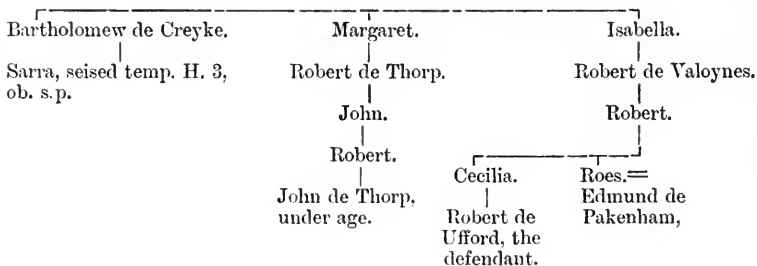 Bartholomew de Creyke.
Margaret.
Isabella.
Sarra, seised temp. H. 3,
ob. s.p.
Robert de Thorp.
Robert de Valoynes.
John.
Robert.
Robert.
John de Thorp,
under age.
Cecilia.
Roes.=
Edmund de
Pakenham,
Robert de
Ufford, the
defendant.